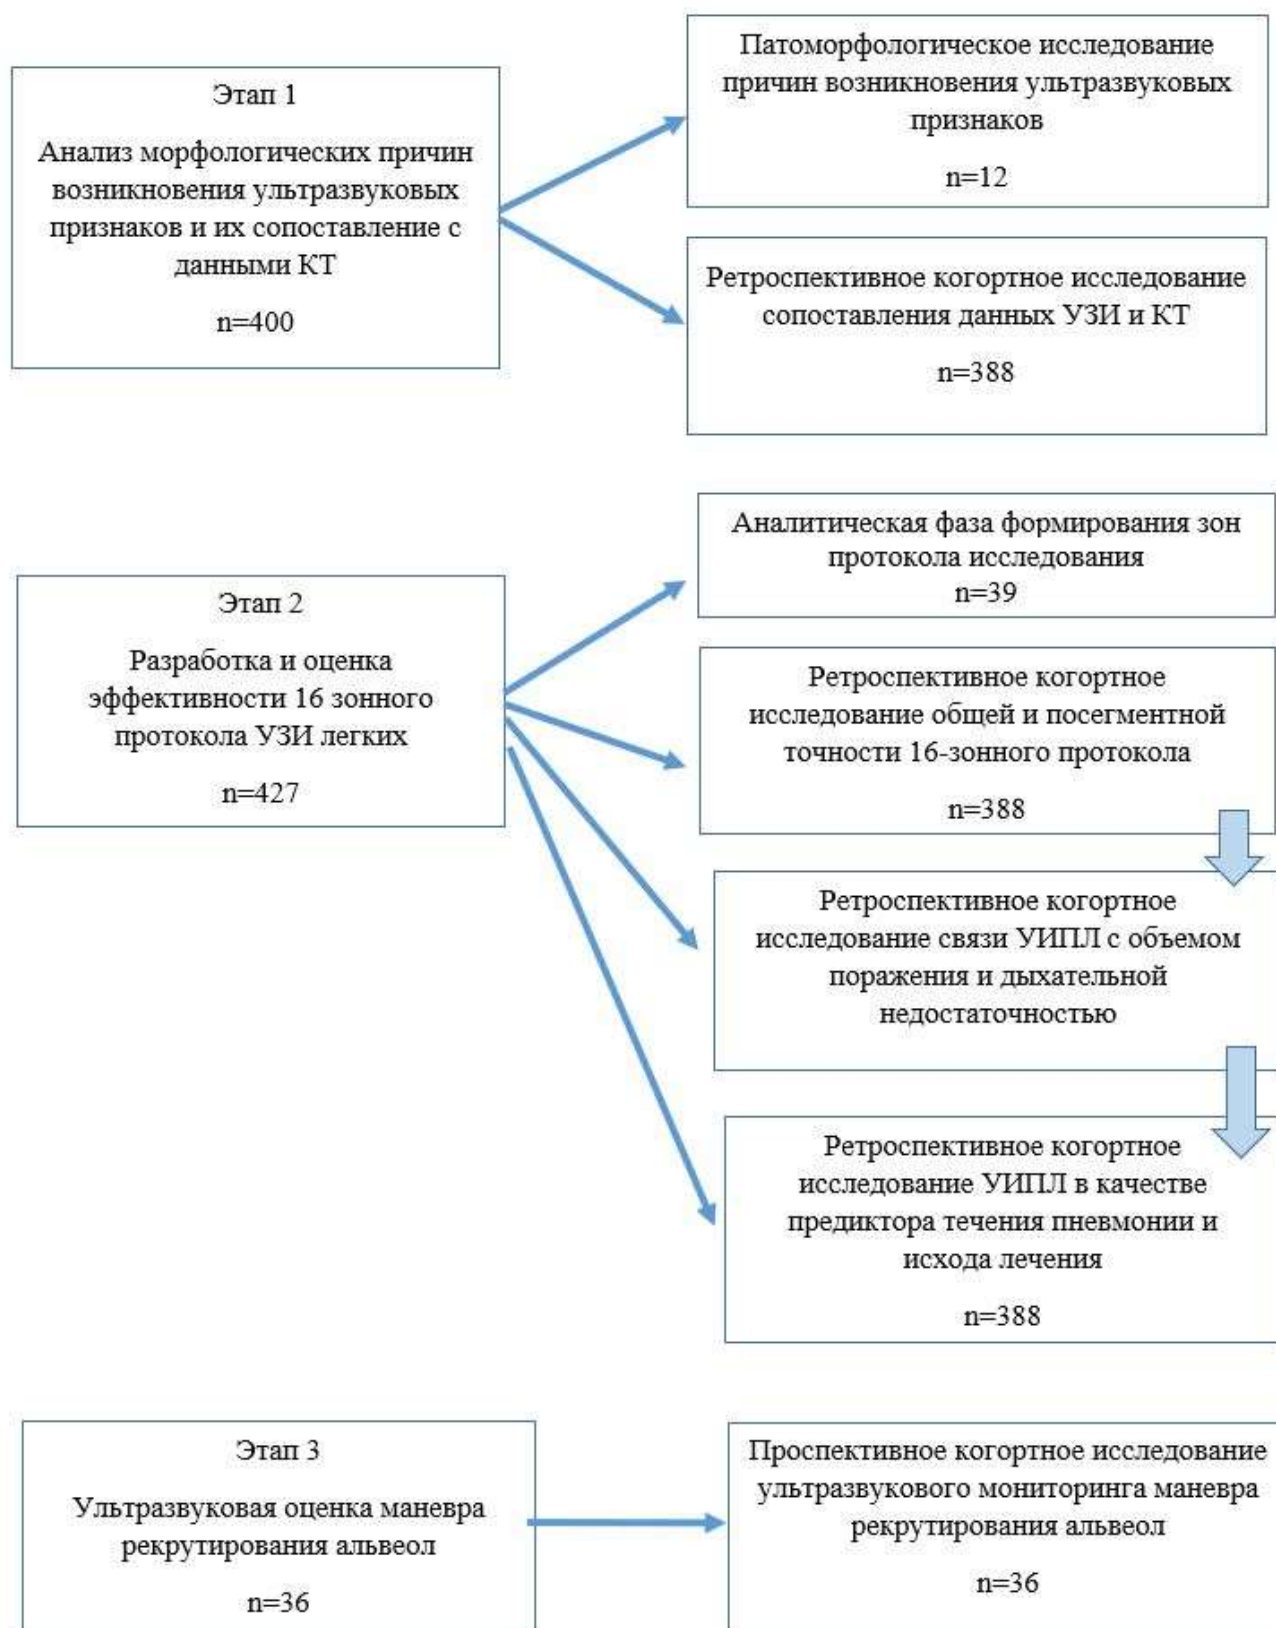 Этап 1
Анализ морфологических причин
возникновения ультразвуковых
признаков и их сопоставление с
данными КТ
n=400
Патоморфологическое исследование
причин возникновения ультразвуковых
признаков
n=12
Ретроспективное когортное исследование
сопоставления данных УЗИ и КТ
n=388
Этап 2
Разработка и оценка
эффективности 16 зонного
протокола УЗИ легких
n=427
Аналитическая фаза формирования зон
протокола исследования
n=39
Ретроспективное когортное
исследование общей и посегментной
точности 16-зонного протокола
n=388
Ретроспективное когортное
исследование связи УИПЛ с объемом
поражения и дыхательной
недостаточностью
Ретроспективное когортное
исследование УИПЛ в качестве
предиктора течения пневмонии и
исхода лечения
n=388
Этап 3
Ультразвуковая оценка маневра
рекрутирования альвеол
n=36
Проспективное когортное исследование
ультразвукового мониторинга маневра
рекрутирования альвеол
n=36